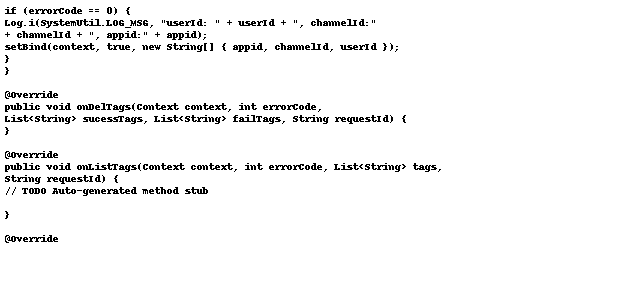 if (errorCode == 0) {
Log.i(SystemUtil.LOG_MSG, "userId: " + userId + ", channelId:"
+ channelId + ", appid:" + appid);
setBind(context, true, new String[] { appid, channelId, userId });
}
}
@Override
public void onDelTags(Context context, int errorCode,
List<String> sucessTags, List<String> failTags, String requestId) {
}
@Override
public void onListTags(Context context, int errorCode, List<String> tags,
String requestId) {
// TODO Auto-generated method stub
}
@Override